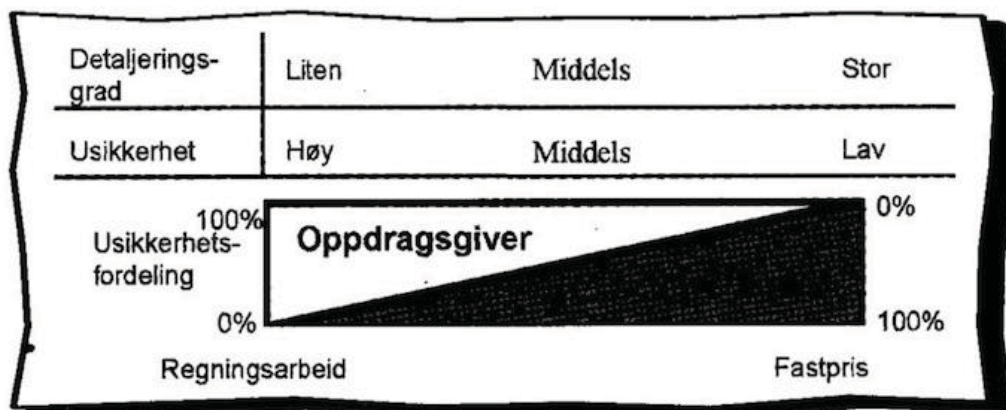 Detaljerings-
grad
Liten Middels Stor
Usikkerhet Høy Middels Lav
Usikkerhets-
fordeling
100%
0%
Oppdragsgiver
0%
100%
Regningsarbeid Fastpris